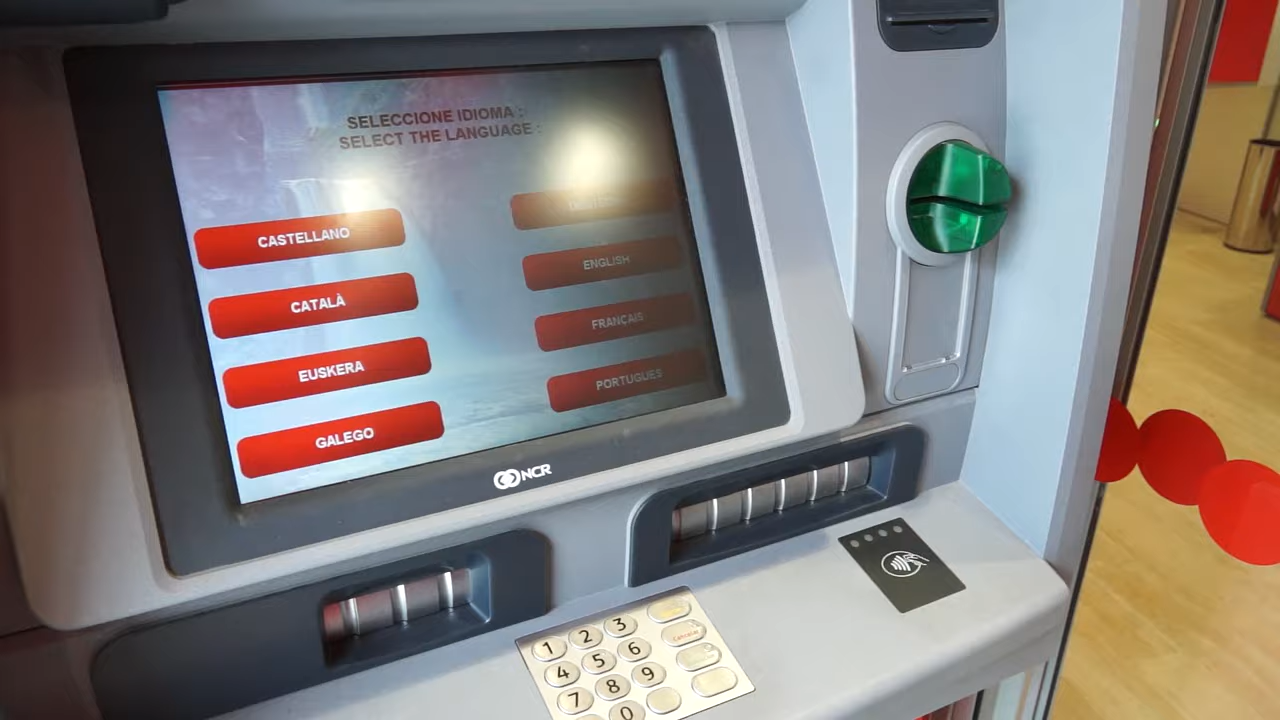 SELECCIONE IDIOMA :
SELECT THE LANGUAGE :
CASTELLANO
CATALÀ
ENGLISH
EUSKERA
FRANÇAIS
GALEGO
PORTUGUES
NCR
1 2 3
4 5 6
7 8 9
0
Cancelar